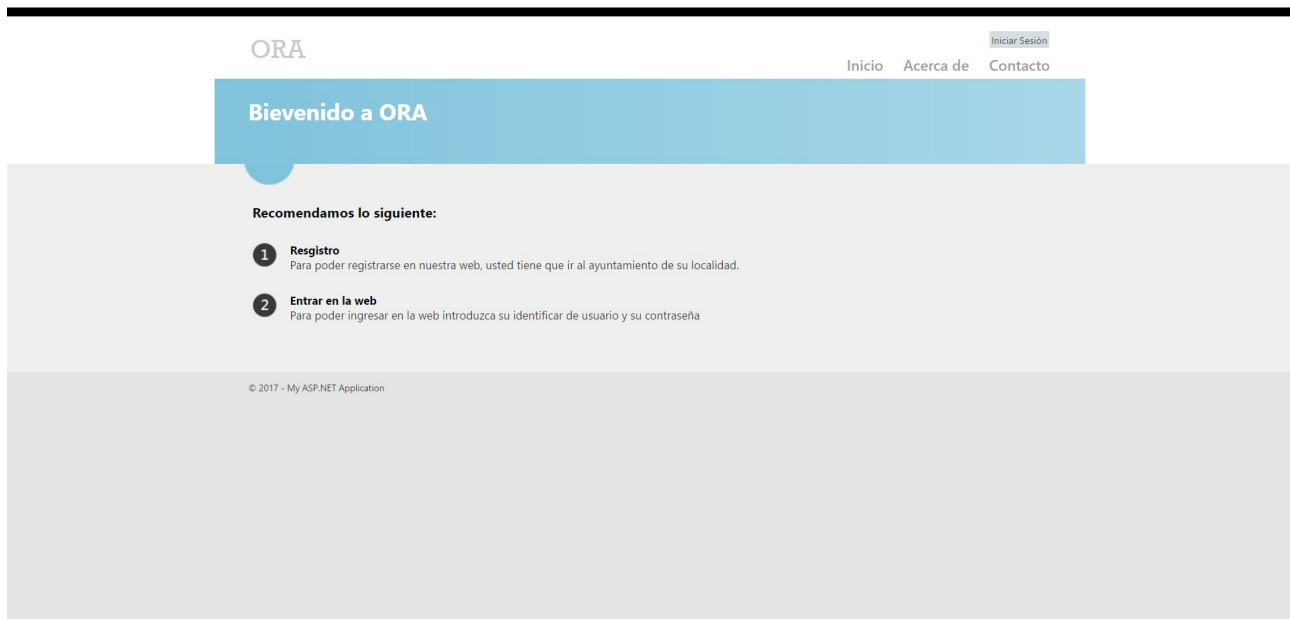 ORA
Iniciar Sesión
Inicio Acerca de Contacto
Bievenido a ORA
Recomendamos lo siguiente:
1 Resgistro
Para poder registrarse en nuestra web, usted tiene que ir al ayuntamiento de su localidad.
2 Entrar en la web
Para poder ingresar en la web introduzca su identificar de usuario y su contraseña
© 2017 - My ASP.NET Application